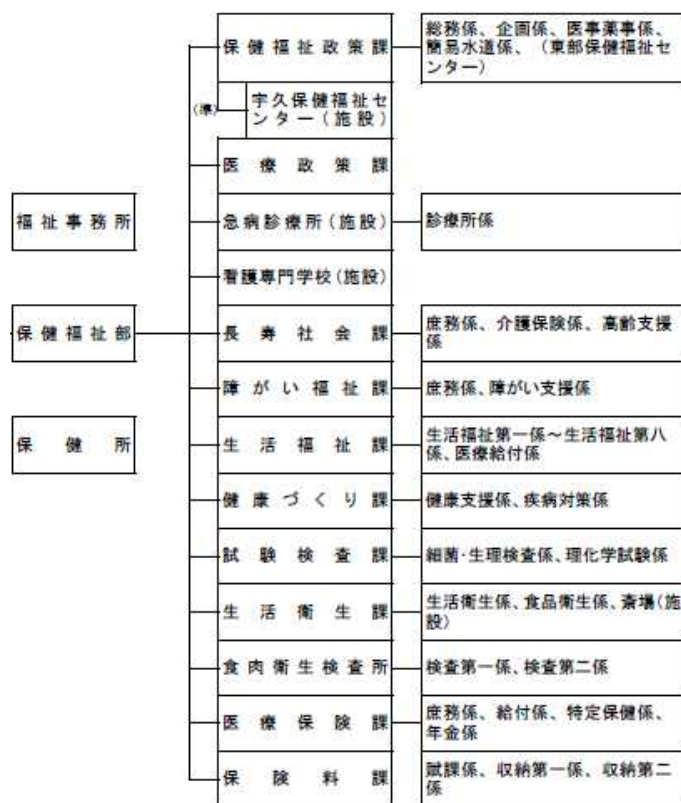 保健福祉政策課
総務係、企画係、医事薬事係、
簡易水道係、（東部保健福祉セ
ンター）
(準)
宇久保健福祉セ
ンター(施設)
医療政策課
福祉事務所
急病診療所(施設)
診療所係
看護専門学校(施設)
保健福祉部
長寿社会課
庶務係、介護保険係、高齢支援
係
障がい福祉課
庶務係、障がい支援係
保健所
生活福祉課
生活福祉第一係～生活福祉第八
係、医療給付係
健康づくり課
健康支援係、疾病対策係
試験検査課
細菌・生理検査係、理化学試験係
生活衛生課
生活衛生係、食品衛生係、斎場(施
設)
食肉衛生検査所
検査第一係、検査第二係
医療保険課
庶務係、給付係、特定保健係、
年金係
保険料課
賦課係、収納第一係、収納第二
係